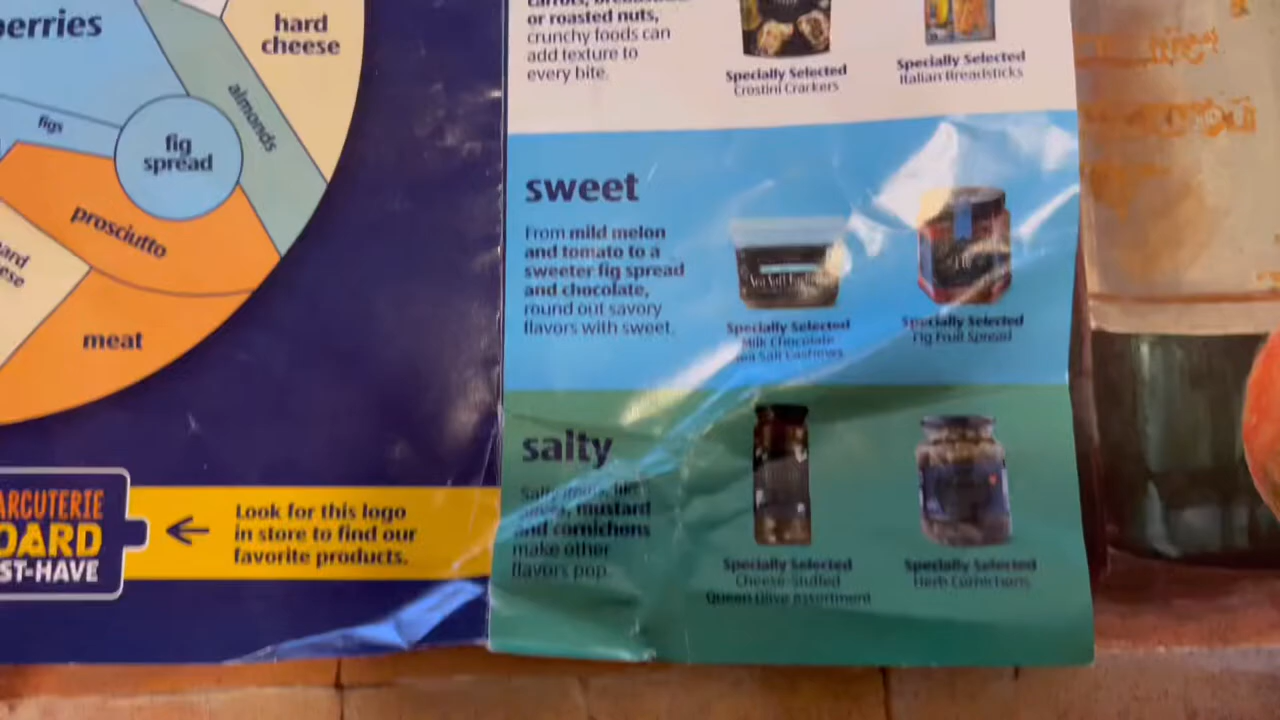 berries
hard
cheese
almonds
figs
fig
spread
prosciutto
meat
ARCUTERIE
OARD
ST-HAVE
Look for this logo
in store to find our
favorite products.
or roasted nuts,
crunchy foods can
add texture to
every bite.
Specially Selected
Crostini Crackers
Specially Selected
Italian Breadsticks
sweet
From mild melon
and tomato to a
sweeter fig spread
and chocolate,
round out savory
flavors with sweet.
Specially Selected
Milk Chocolate
Sea Salt Cashews
Specially Selected
Fig Fruit Spread
salty
Salty items, like
mustard
and cornichons
make other
flavors pop.
Specially Selected
Cheese-Stuffed
Queen Olive Assortment
Specially Selected
Herb Cornichons